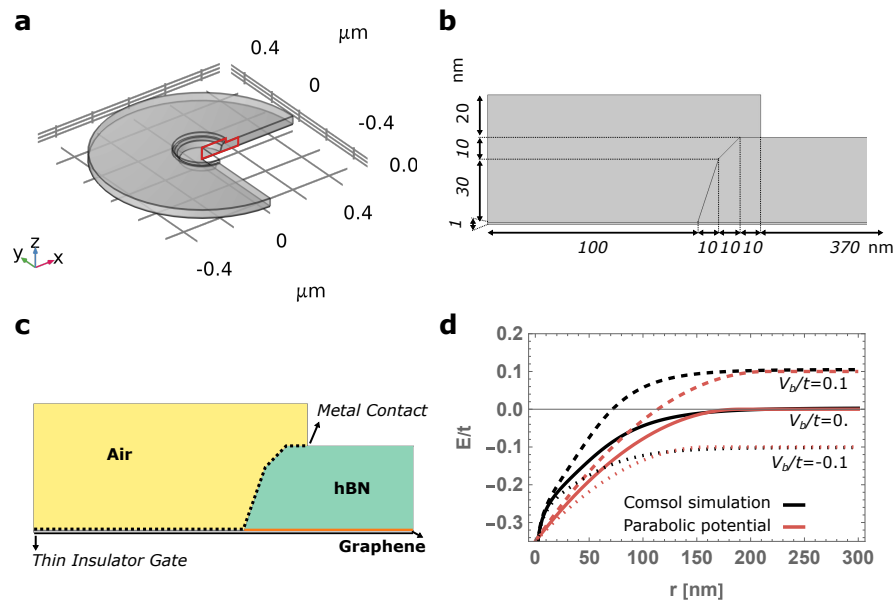 a
μm
0.4
0
-0.4
0.0
0.4
0
-0.4
μm
z
y
x
b
nm
20
10
30
1
100
10
10
10
370
nm
c
Metal Contact
Air
hBN
Graphene
Thin Insulator Gate
d
0.2
0.1
0.0
-0.1
-0.2
-0.3
E/t
V_b/t=0.1
V_b/t=0.
V_b/t=-0.1
Comsol simulation
Parabolic potential
0
50
100
150
200
250
300
r [nm]